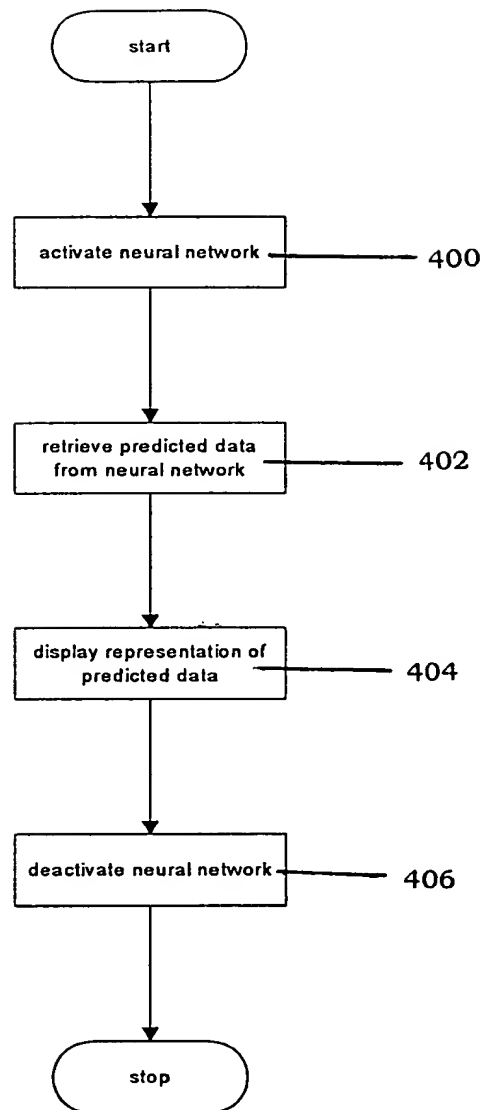 start
activate neural network
400
retrieve predicted data
from neural network
402
display representation of
predicted data
404
deactivate neural network
406
stop